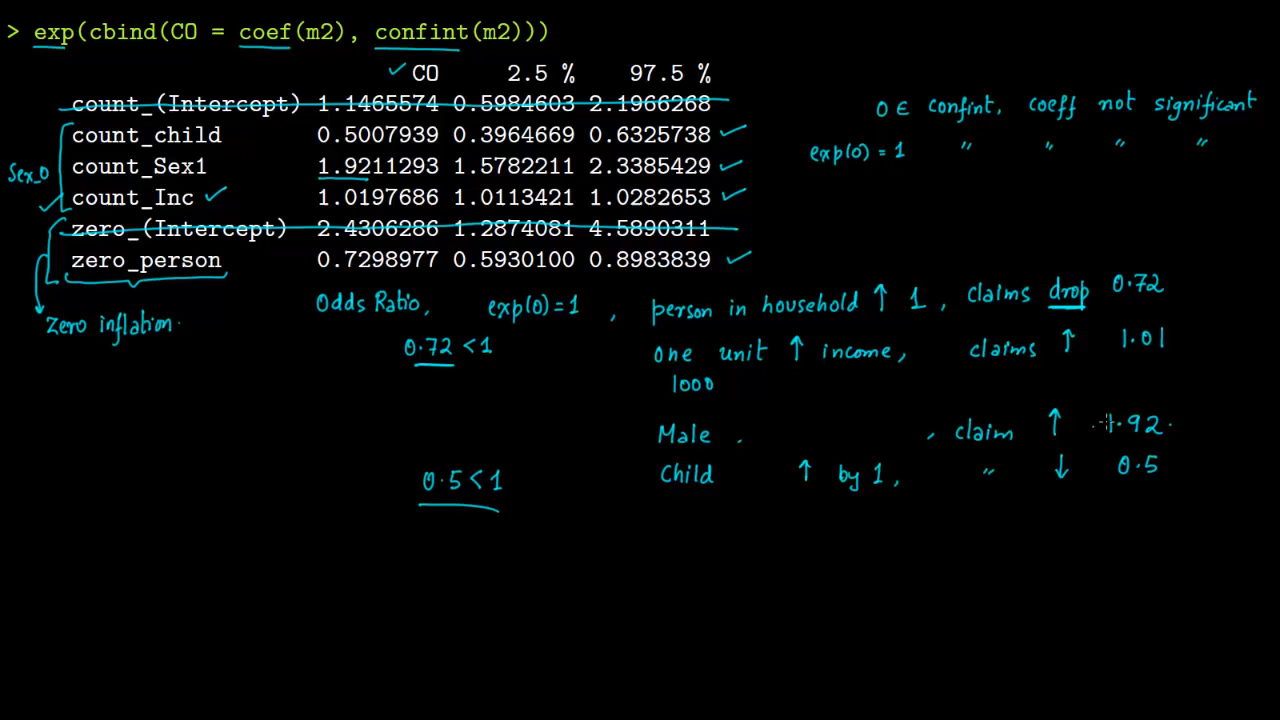 > exp(cbind(CO = coef(m2), confint(m2)))
CO 2.5 % 97.5 %
count_(Intercept) 1.1465574 0.5984603 2.1966268
0 ∈ confint, coeff not significant
count_child 0.5007939 0.3964669 0.6325738
exp(0) = 1 " " " "
Sex_0
count_Sex1 1.9211293 1.5782211 2.3385429
count_Inc 1.0197686 1.0113421 1.0282653
zero_(Intercept) 2.4306286 1.2874081 4.5890311
zero_person 0.7298977 0.5930100 0.8983839
Zero inflation.
Odds Ratio, exp(0) = 1 , person in household ↑ 1, claims drop 0.72
0.72 < 1
one unit ↑ income, claims ↑ 1.01
1000
Male . , claim ↑ 1.92.
Child ↑ by 1, " ↓ 0.5
0.5 < 1